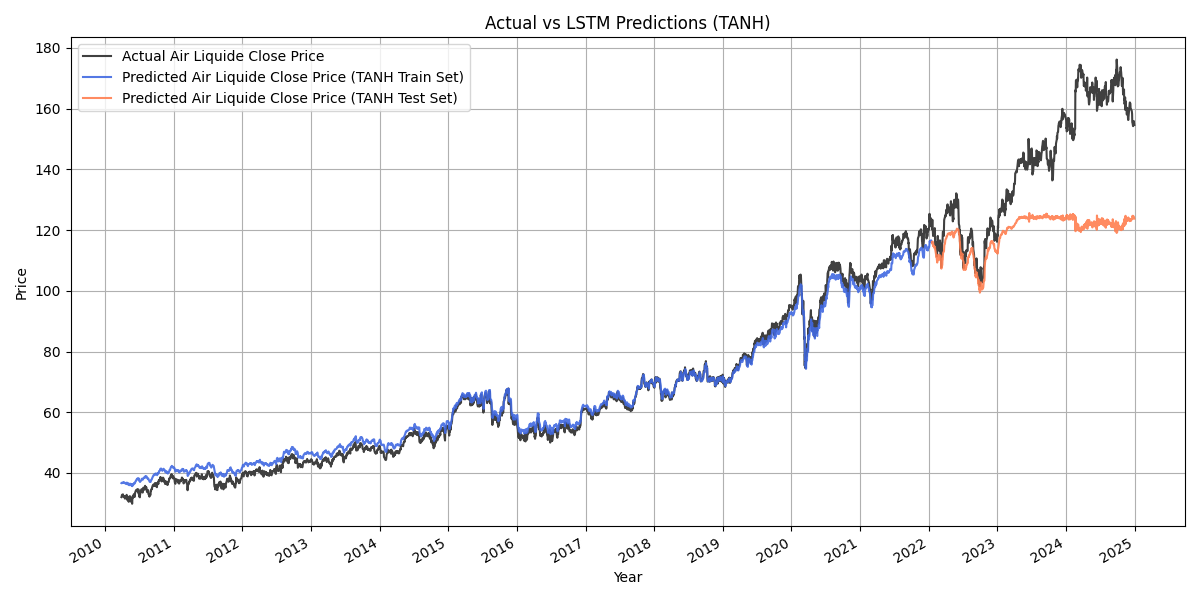 Actual vs LSTM Predictions (TANH)
Actual Air Liquide Close Price
Predicted Air Liquide Close Price (TANH Train Set)
Predicted Air Liquide Close Price (TANH Test Set)
Price
180
160
140
120
100
80
60
40
2010 2011 2012 2013 2014 2015 2016 2017 2018 2019 2020 2021 2022 2023 2024 2025
Year